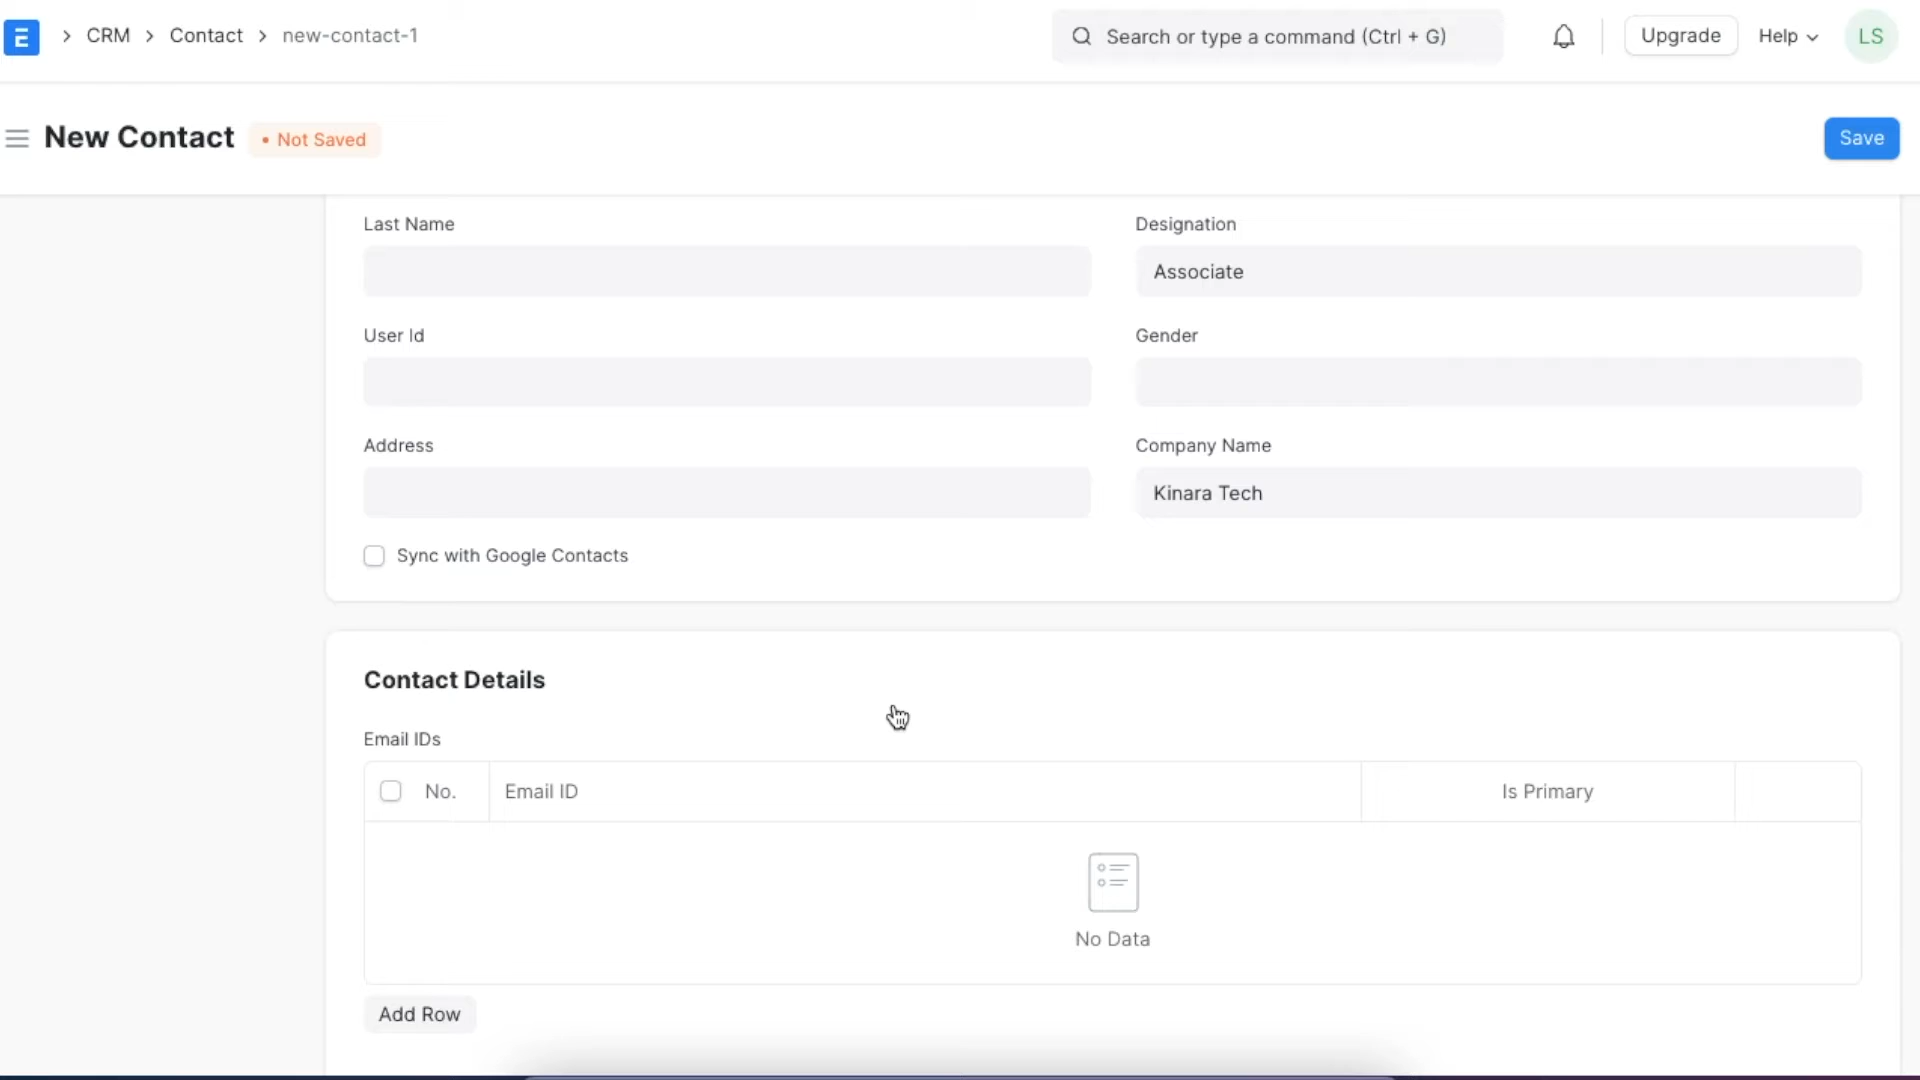 E > CRM > Contact > new-contact-1
Search or type a command (Ctrl + G)
Upgrade
Help
LS
New Contact
• Not Saved
Save
Last Name
Designation
Associate
User Id
Gender
Address
Company Name
Kinara Tech
Sync with Google Contacts
Contact Details
Email IDs
No.
Email ID
Is Primary
No Data
Add Row